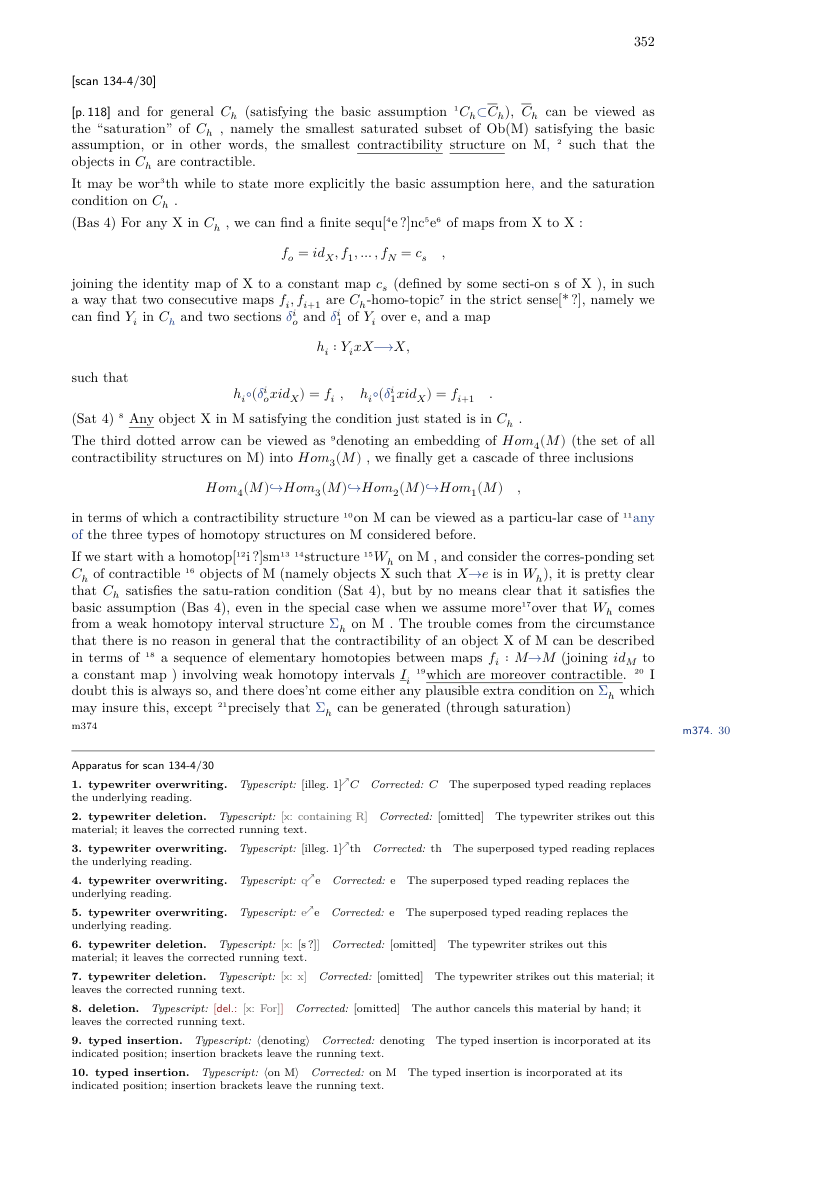 352
[scan 134-4/30]
[p. 118] and for general C_h (satisfying the basic assumption ¹C_h⊂C̅_h), C̅_h can be viewed as
the “saturation” of C_h , namely the smallest saturated subset of Ob(M) satisfying the basic
assumption, or in other words, the smallest contractibility structure on M, ² such that the
objects in C_h are contractible.
It may be wor³th while to state more explicitly the basic assumption here, and the saturation
condition on C_h .
(Bas 4) For any X in C_h , we can find a finite sequ[⁴e ?]nc⁵e⁶ of maps from X to X :
f_o = id_X, f_1, … , f_N = c_s ,
joining the identity map of X to a constant map c_s (defined by some secti-on s of X ), in such
a way that two consecutive maps f_i, f_{i+1} are C_h-homo-topic⁷ in the strict sense[* ?], namely we
can find Y_i in C_h and two sections δ_o^i and δ_1^i of Y_i over e, and a map
h_i : Y_i x X⟶X,
such that
h_i∘(δ_o^i x id_X) = f_i , h_i∘(δ_1^i x id_X) = f_{i+1} .
(Sat 4) ⁸ Any object X in M satisfying the condition just stated is in C_h .
The third dotted arrow can be viewed as ⁹denoting an embedding of Hom_4(M) (the set of all
contractibility structures on M) into Hom_3(M) , we finally get a cascade of three inclusions
Hom_4(M)↪Hom_3(M)↪Hom_2(M)↪Hom_1(M) ,
in terms of which a contractibility structure ¹⁰on M can be viewed as a particu-lar case of ¹¹any
of the three types of homotopy structures on M considered before.
If we start with a homotop[¹²i ?]sm¹³ ¹⁴structure ¹⁵W_h on M , and consider the corres-ponding set
C_h of contractible ¹⁶ objects of M (namely objects X such that X→e is in W_h), it is pretty clear
that C_h satisfies the satu-ration condition (Sat 4), but by no means clear that it satisfies the
basic assumption (Bas 4), even in the special case when we assume more¹⁷over that W_h comes
from a weak homotopy interval structure Σ_h on M . The trouble comes from the circumstance
that there is no reason in general that the contractibility of an object X of M can be described
in terms of ¹⁸ a sequence of elementary homotopies between maps f_i : M→M (joining id_M to
a constant map ) involving weak homotopy intervals I_i ¹⁹which are moreover contractible. ²⁰ I
doubt this is always so, and there does'nt come either any plausible extra condition on Σ_h which
may insure this, except ²¹precisely that Σ_h can be generated (through saturation)
m374
m374. 30
Apparatus for scan 134-4/30
1. typewriter overwriting. Typescript: [illeg. 1]↗C Corrected: C The superposed typed reading replaces
the underlying reading.
2. typewriter deletion. Typescript: [x: containing R] Corrected: [omitted] The typewriter strikes out this
material; it leaves the corrected running text.
3. typewriter overwriting. Typescript: [illeg. 1]↗th Corrected: th The superposed typed reading replaces
the underlying reading.
4. typewriter overwriting. Typescript: q↗e Corrected: e The superposed typed reading replaces the
underlying reading.
5. typewriter overwriting. Typescript: e↗e Corrected: e The superposed typed reading replaces the
underlying reading.
6. typewriter deletion. Typescript: [x: [s ?]] Corrected: [omitted] The typewriter strikes out this
material; it leaves the corrected running text.
7. typewriter deletion. Typescript: [x: x] Corrected: [omitted] The typewriter strikes out this material; it
leaves the corrected running text.
8. deletion. Typescript: [del.: [x: For]] Corrected: [omitted] The author cancels this material by hand; it
leaves the corrected running text.
9. typed insertion. Typescript: ⟨denoting⟩ Corrected: denoting The typed insertion is incorporated at its
indicated position; insertion brackets leave the running text.
10. typed insertion. Typescript: ⟨on M⟩ Corrected: on M The typed insertion is incorporated at its
indicated position; insertion brackets leave the running text.